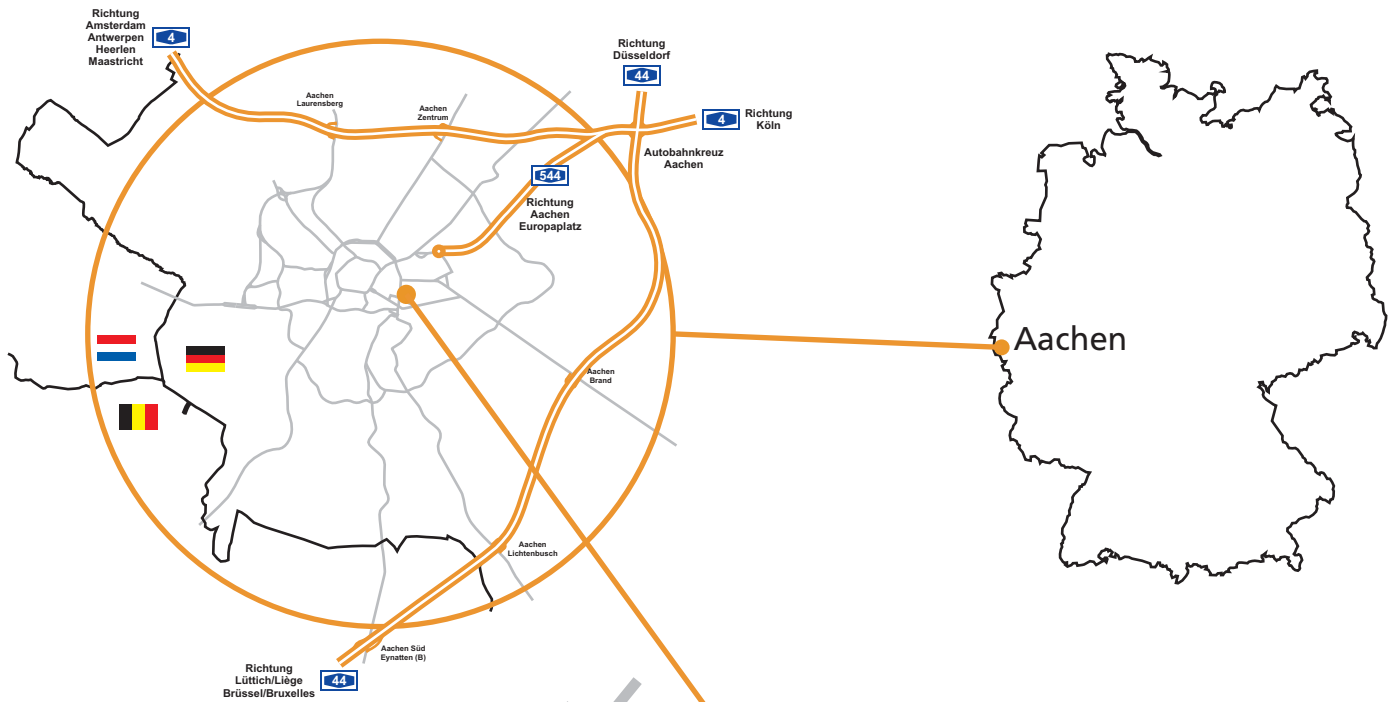 Richtung
Amsterdam
Antwerpen
Heerlen
Maastricht
4
Richtung
Düsseldorf
44
Aachen
Laurensberg
Aachen
Zentrum
4
Richtung
Köln
Autobahnkreuz
Aachen
544
Richtung
Aachen
Europaplatz
Aachen
Aachen
Brand
Aachen
Lichtenbusch
Aachen Süd
Eynatten (B)
Richtung
Lüttich/Liège
Brüssel/Bruxelles
44